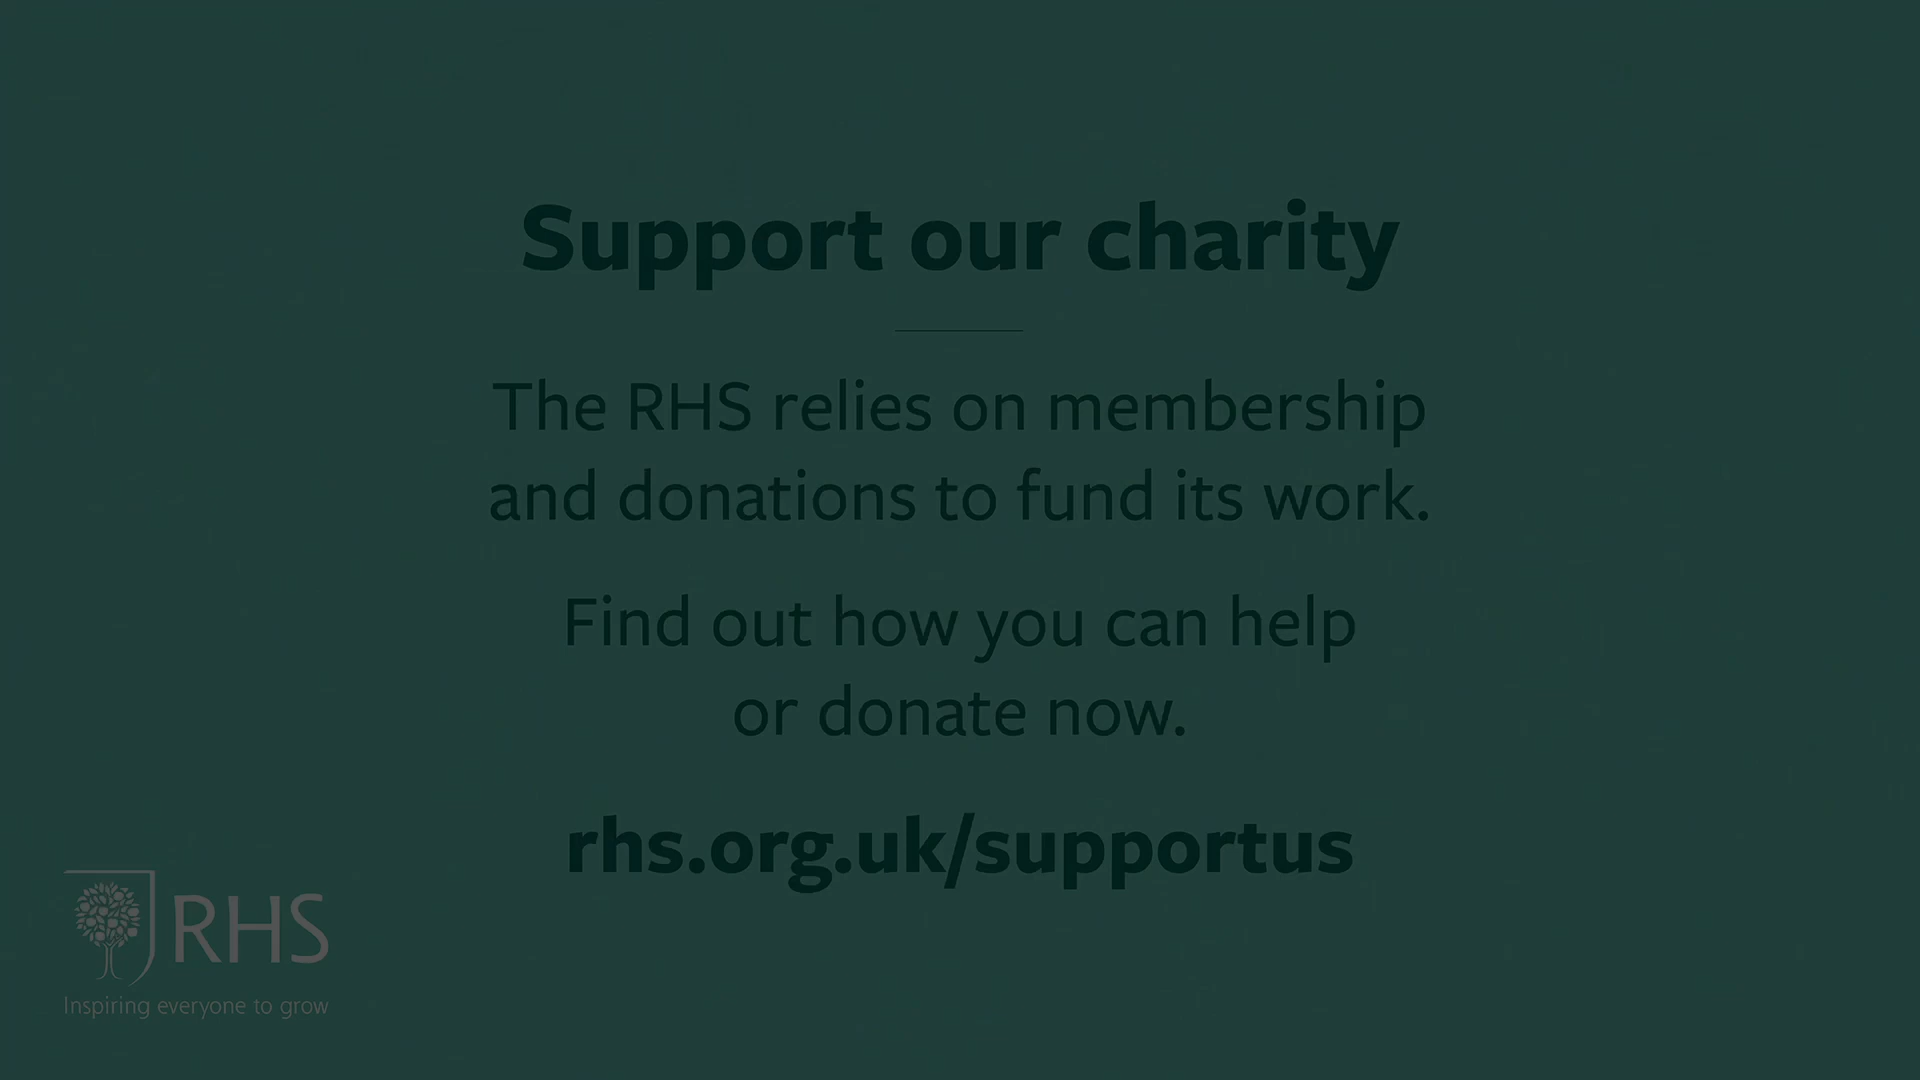 Support our charity
The RHS relies on membership
and donations to fund its work.
Find out how you can help
or donate now.
rhs.org.uk/supportus
RHS
Inspiring everyone to grow